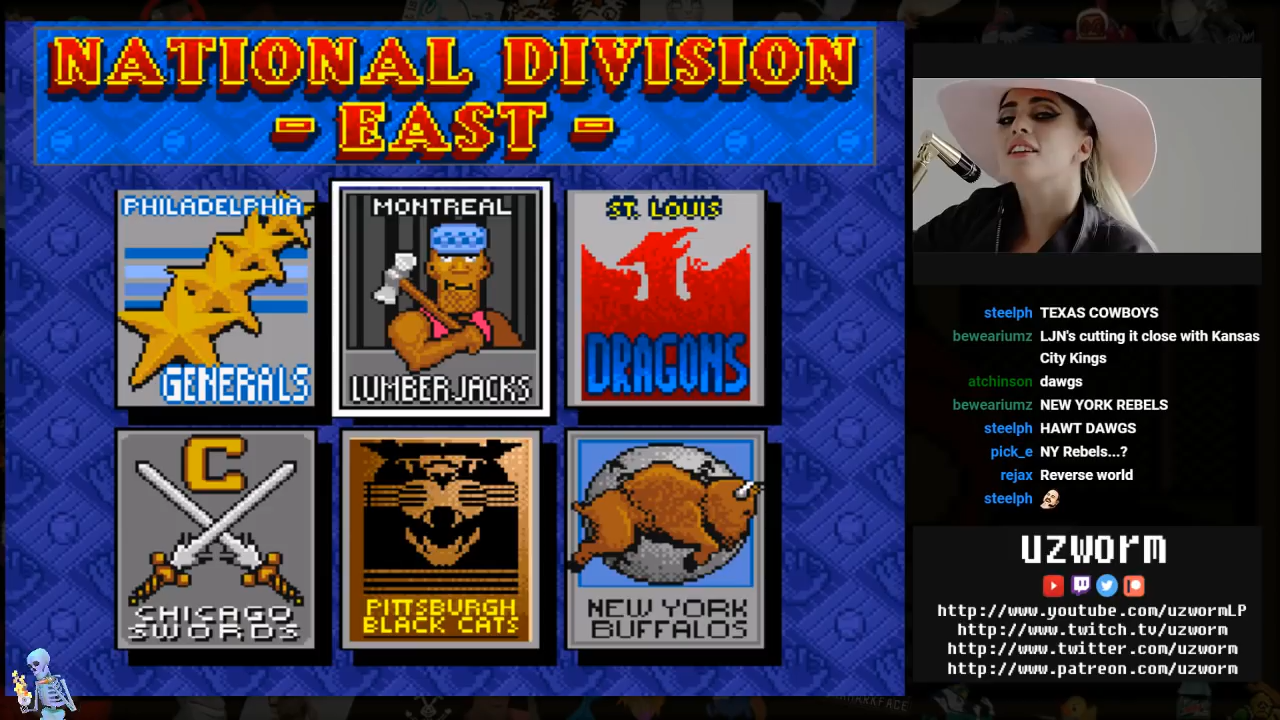 NATIONAL DIVISION
- EAST -
PHILADELPHIA
GENERALS
MONTREAL
LUMBERJACKS
ST. LOUIS
DRAGONS
C
CHICAGO
SWORDS
PITTSBURGH
BLACK CATS
NEW YORK
BUFFALOS
steelph TEXAS COWBOYS
beweariumz LJN's cutting it close with Kansas
City Kings
atchinson dawgs
beweariumz NEW YORK REBELS
steelph HAWT DAWGS
pick_e NY Rebels...?
rejax Reverse world
steelph
uzworm
http://www.youtube.com/uzwormLP
http://www.twitch.tv/uzworm
http://www.twitter.com/uzworm
http://www.patreon.com/uzworm